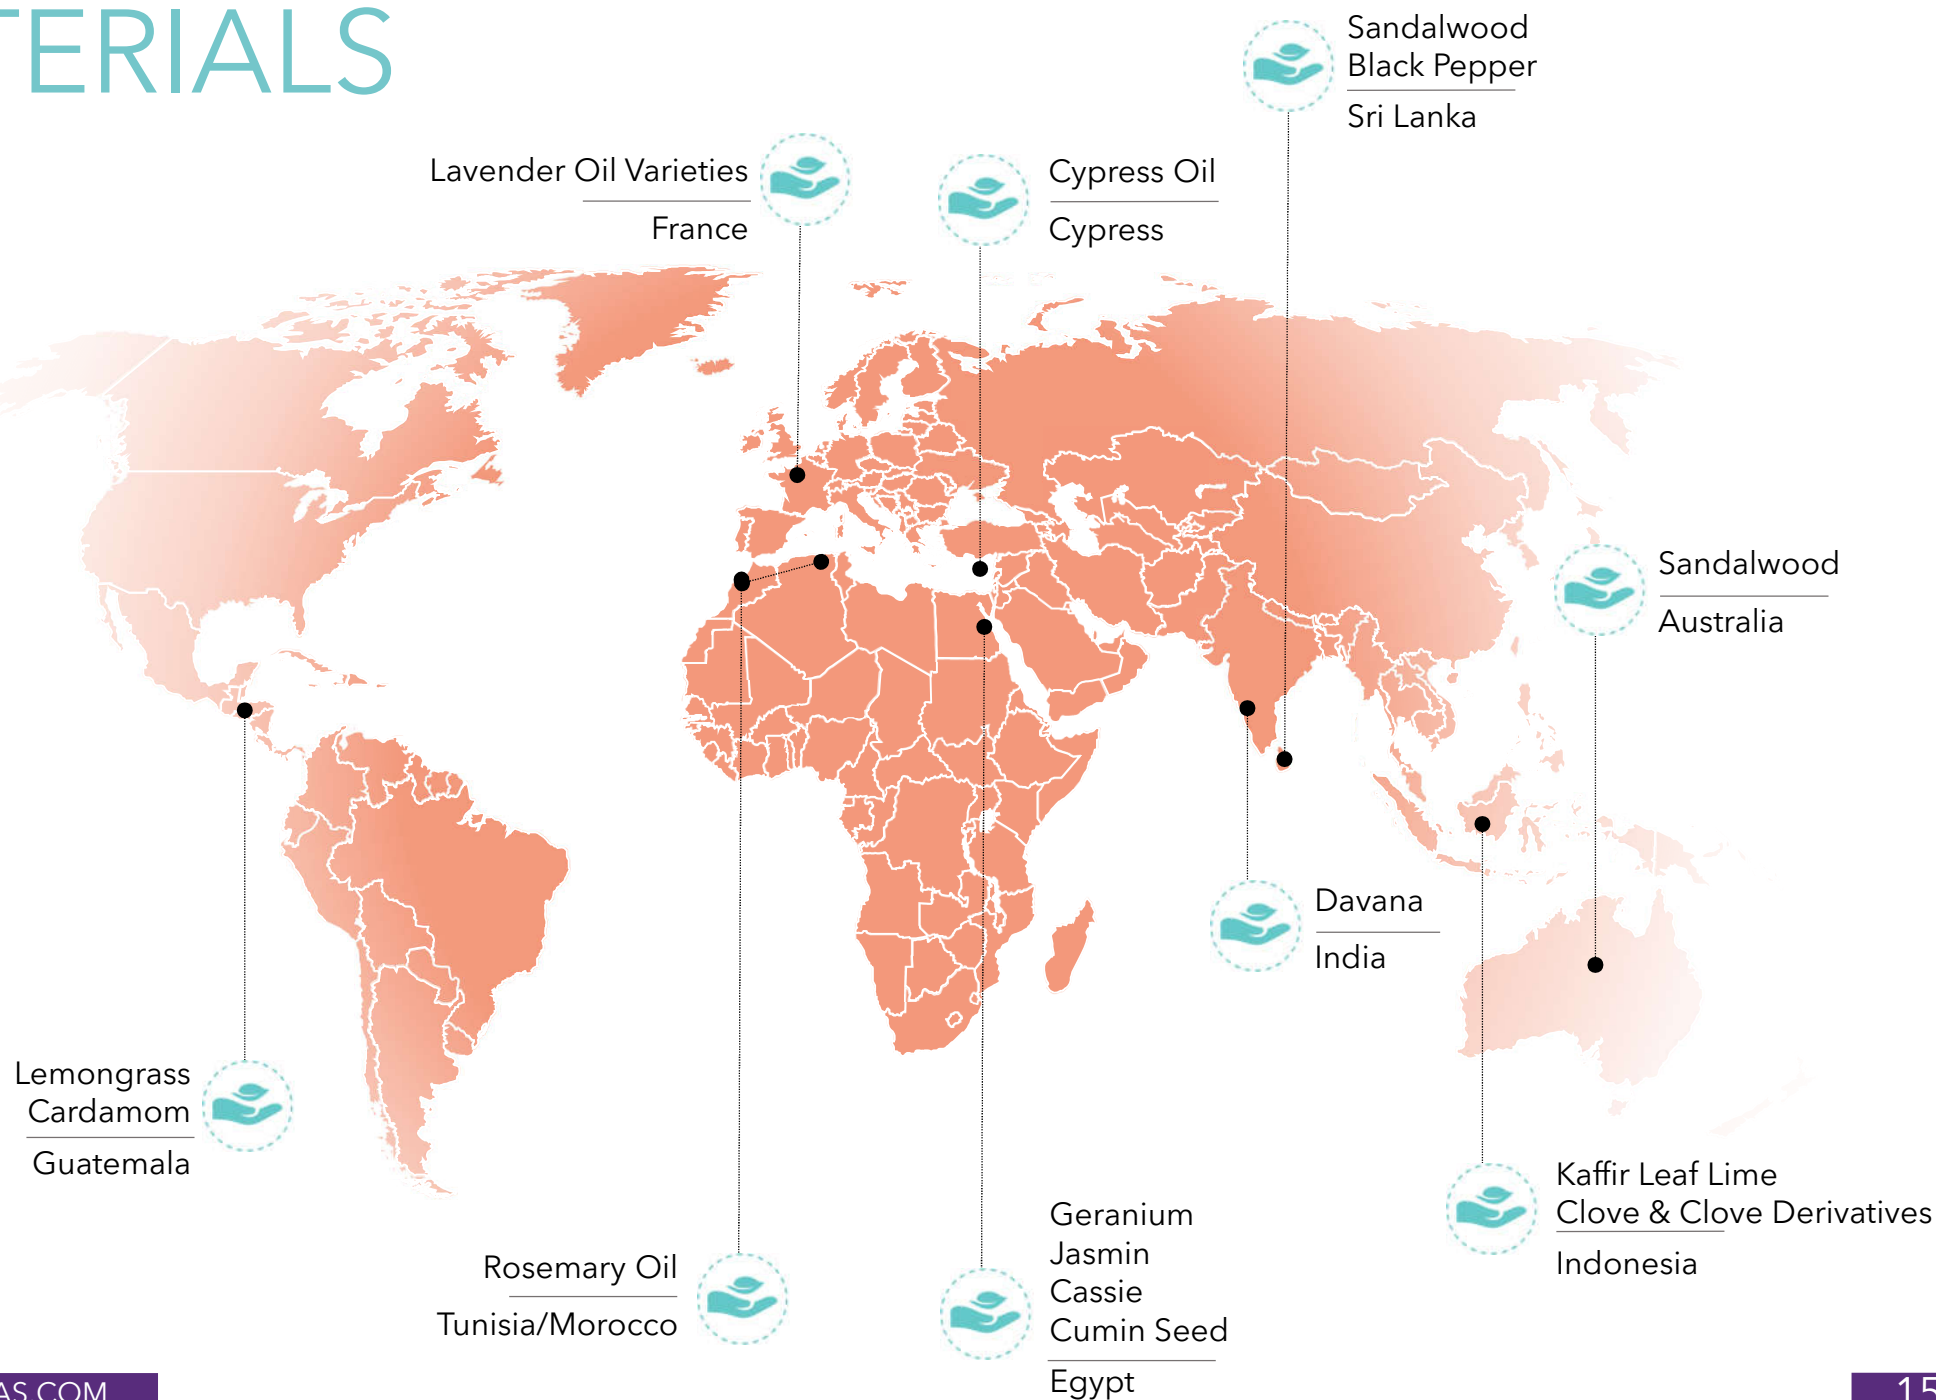 TERIALS
Sandalwood
Black Pepper
Sri Lanka
Lavender Oil Varieties
France
Cypress Oil
Cypress
Sandalwood
Australia
Davana
India
Lemongrass
Cardamom
Guatemala
Kaffir Leaf Lime
Clove & Clove Derivatives
Indonesia
Rosemary Oil
Tunisia/Morocco
Geranium
Jasmin
Cassie
Cumin Seed
Egypt
AS.COM
15